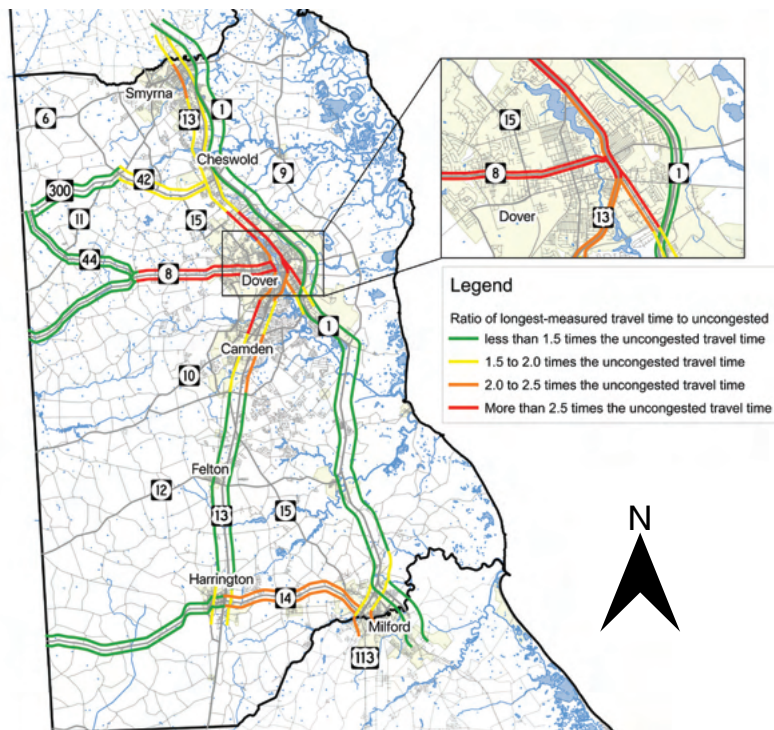 Smyrna
6
13
1
Cheswold
9
42
300
11
15
44
8
Dover
1
Camden
10
Felton
12
15
13
Harrington
14
Milford
113
15
8
1
Dover
13
Legend
Ratio of longest-measured travel time to uncongested
less than 1.5 times the uncongested travel time
1.5 to 2.0 times the uncongested travel time
2.0 to 2.5 times the uncongested travel time
More than 2.5 times the uncongested travel time
N